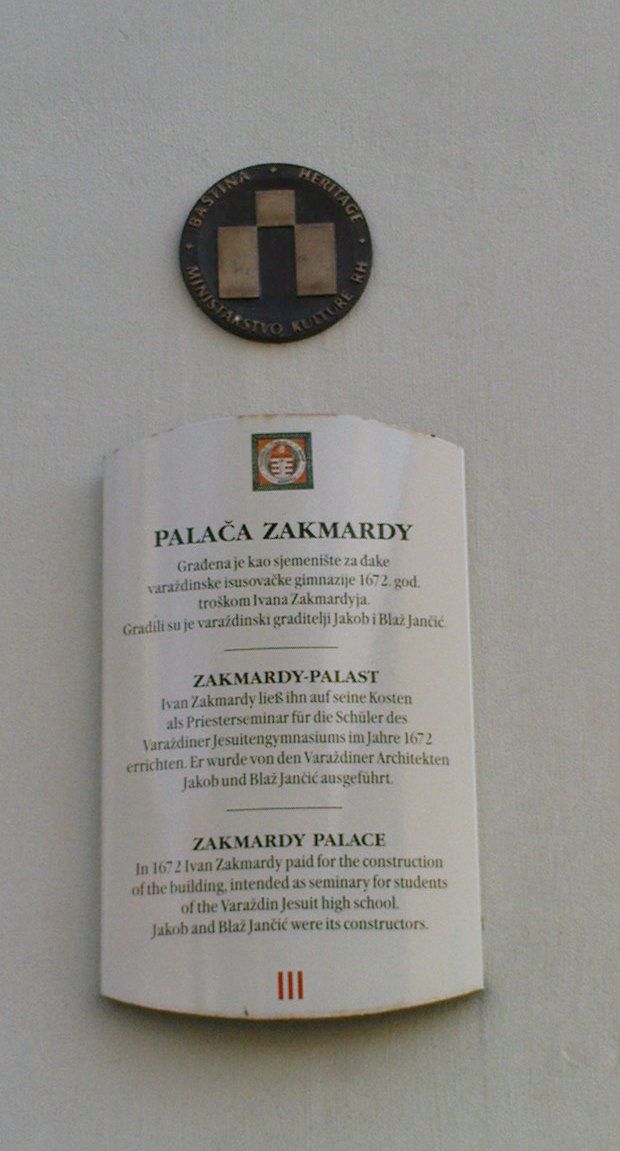 BAŠTINA • HERITAGE •
MINISTARSTVO KULTURE RH •
PALAČA ZAKMARDY
Građena je kao sjemenište za đake
varaždinske isusovačke gimnazije 1672. god.
troškom Ivana Zakmardyja.
Gradili su je varaždinski graditelji Jakob i Blaž Jančić.
ZAKMARDY-PALAST
Ivan Zakmardy ließ ihn auf seine Kosten
als Priesterseminar für die Schüler des
Varaždiner Jesuitengymnasiums im Jahre 1672
errichten. Er wurde von den Varaždiner Architekten
Jakob und Blaž Jančić ausgeführt.
ZAKMARDY PALACE
In 1672 Ivan Zakmardy paid for the construction
of the building, intended as seminary for students
of the Varaždin Jesuit high school.
Jakob and Blaž Jančić were its constructors.
III